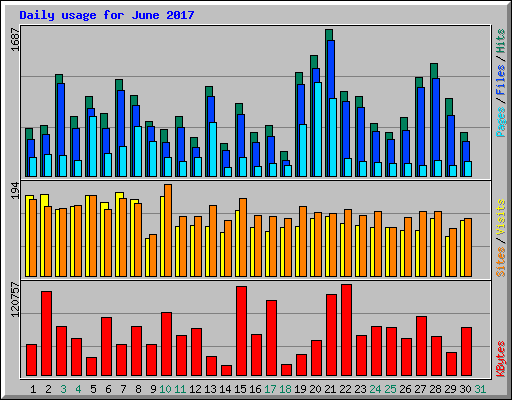 Daily usage for June 2017
1687
Pages / Files / Hits
194
Sites / Visits
120757
KBytes
1 2 3 4 5 6 7 8 9 10 11 12 13 14 15 16 17 18 19 20 21 22 23 24 25 26 27 28 29 30 31